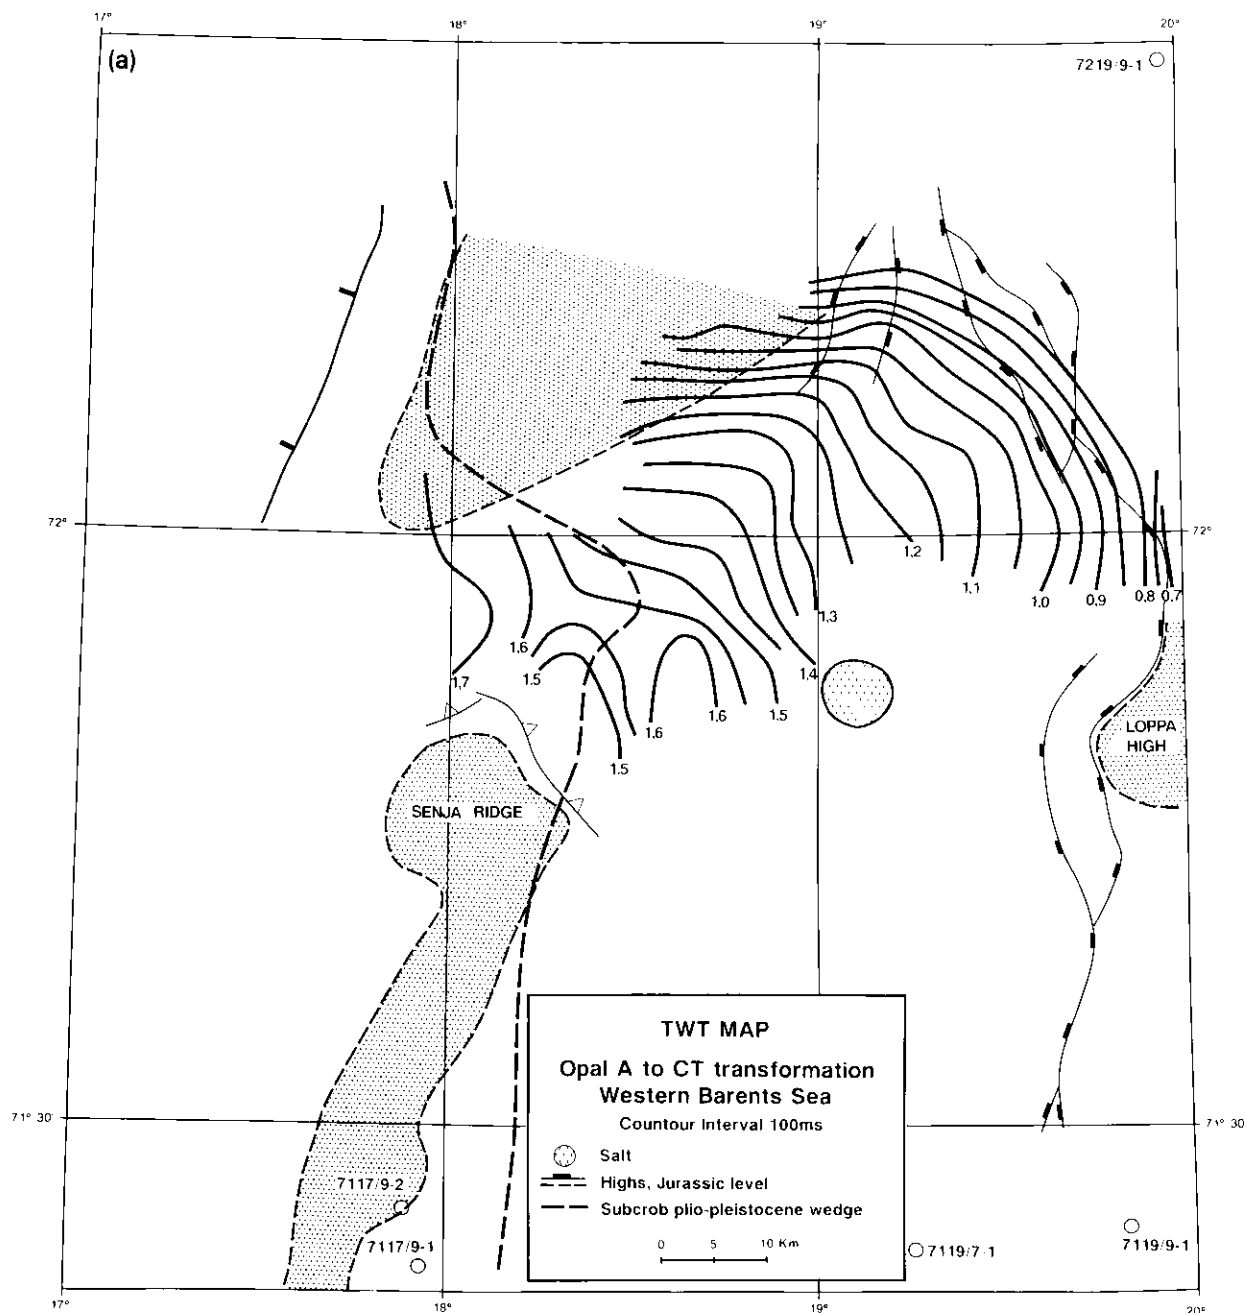 17°
18°
19°
20°
(a)
7219/9-1
72°
72°
1.2
1.1
1.0
0.9
0.8
0.7
1.3
1.4
1.6
1.5
1.7
1.6
1.6
1.5
1.5
LOPPA
HIGH
SENJA RIDGE
TWT MAP
Opal A to CT transformation
Western Barents Sea
Countour Interval 100ms
Salt
Highs, Jurassic level
Subcrob plio-pleistocene wedge
0 5 10 Km
71° 30'
71° 30
7117/9-2
7117/9-1
7119/7-1
7119/9-1
17°
18°
19°
20°